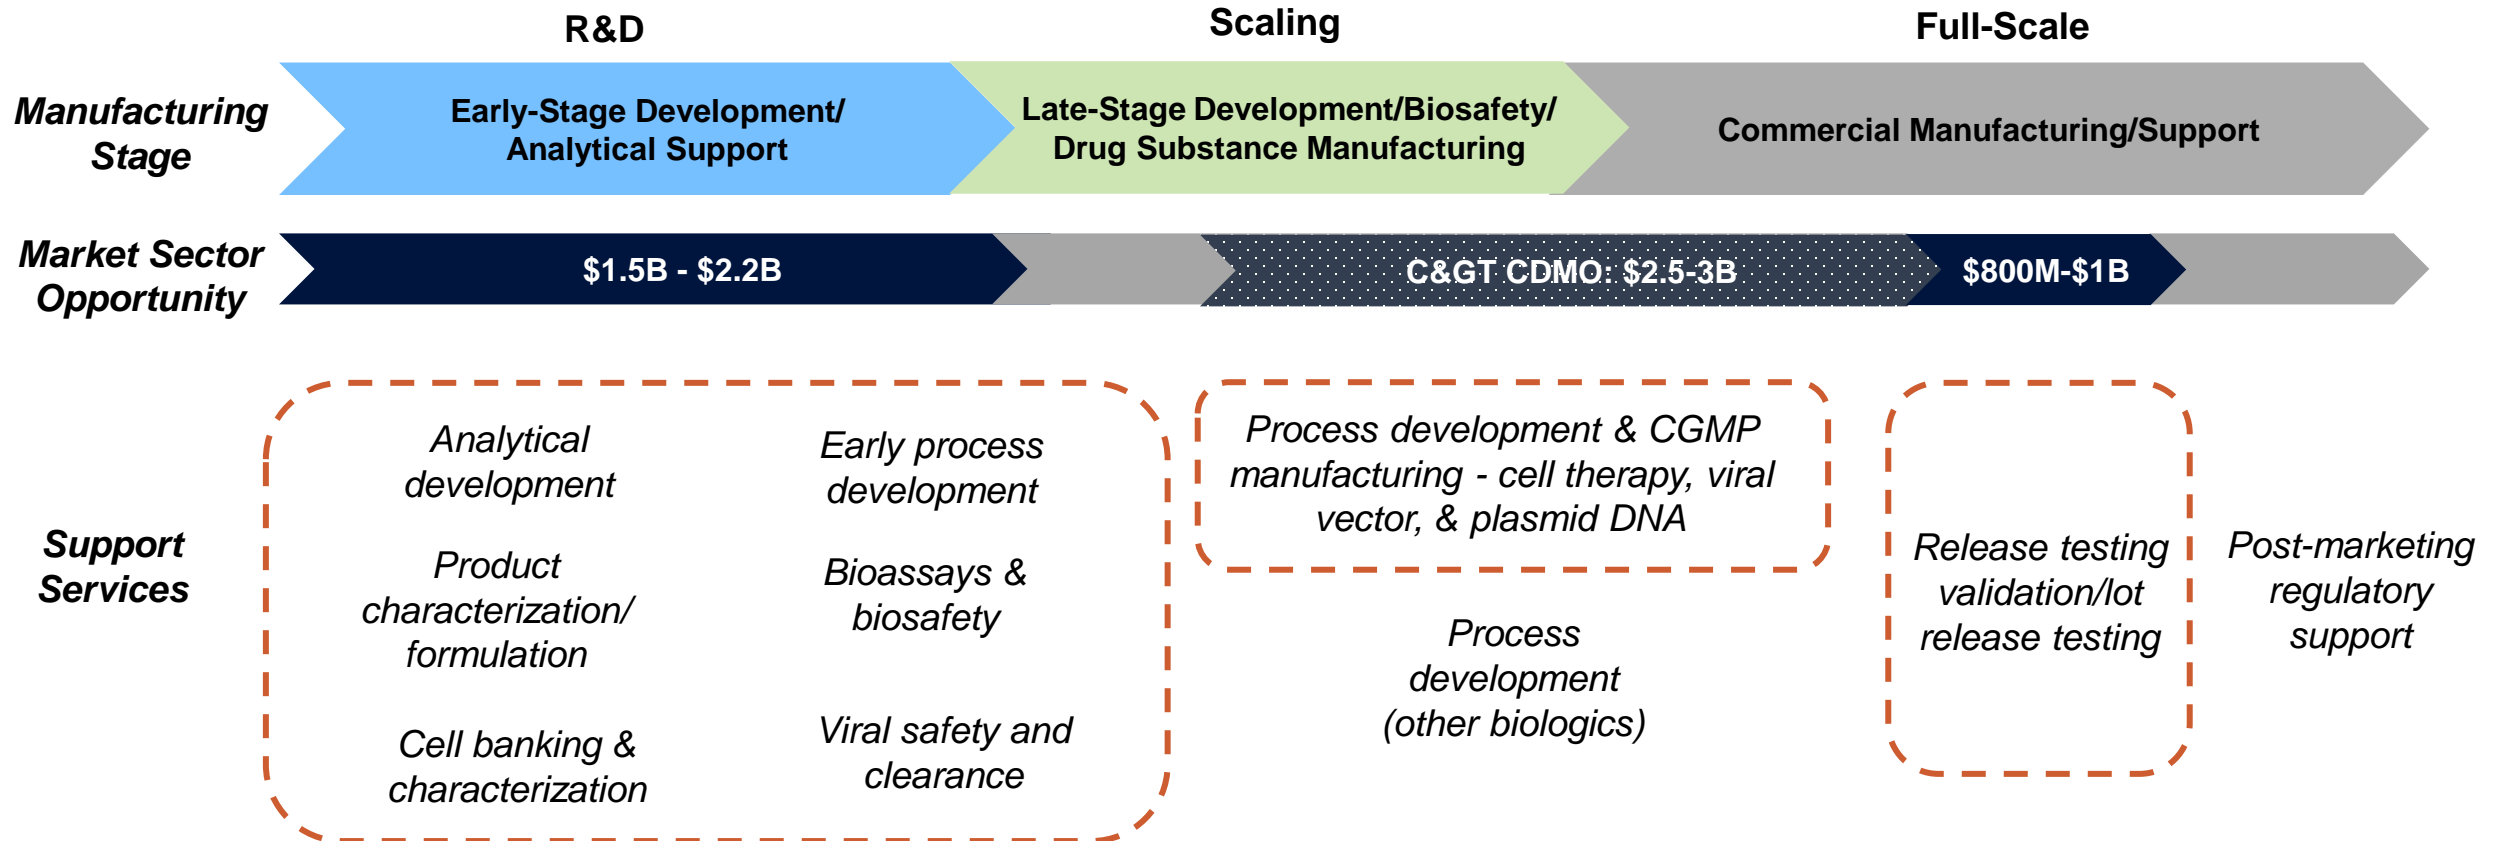 R&D
Scaling
Full-Scale
Manufacturing
Stage
Early-Stage Development/
Analytical Support
Late-Stage Development/Biosafety/
Drug Substance Manufacturing
Commercial Manufacturing/Support
Market Sector
Opportunity
$1.5B - $2.2B
C&GT CDMO: $2.5-3B
$800M-$1B
Support
Services
Analytical
development
Early process
development
Product
characterization/
formulation
Bioassays &
biosafety
Cell banking &
characterization
Viral safety and
clearance
Process development & CGMP
manufacturing - cell therapy, viral
vector, & plasmid DNA
Process
development
(other biologics)
Release testing
validation/lot
release testing
Post-marketing
regulatory
support